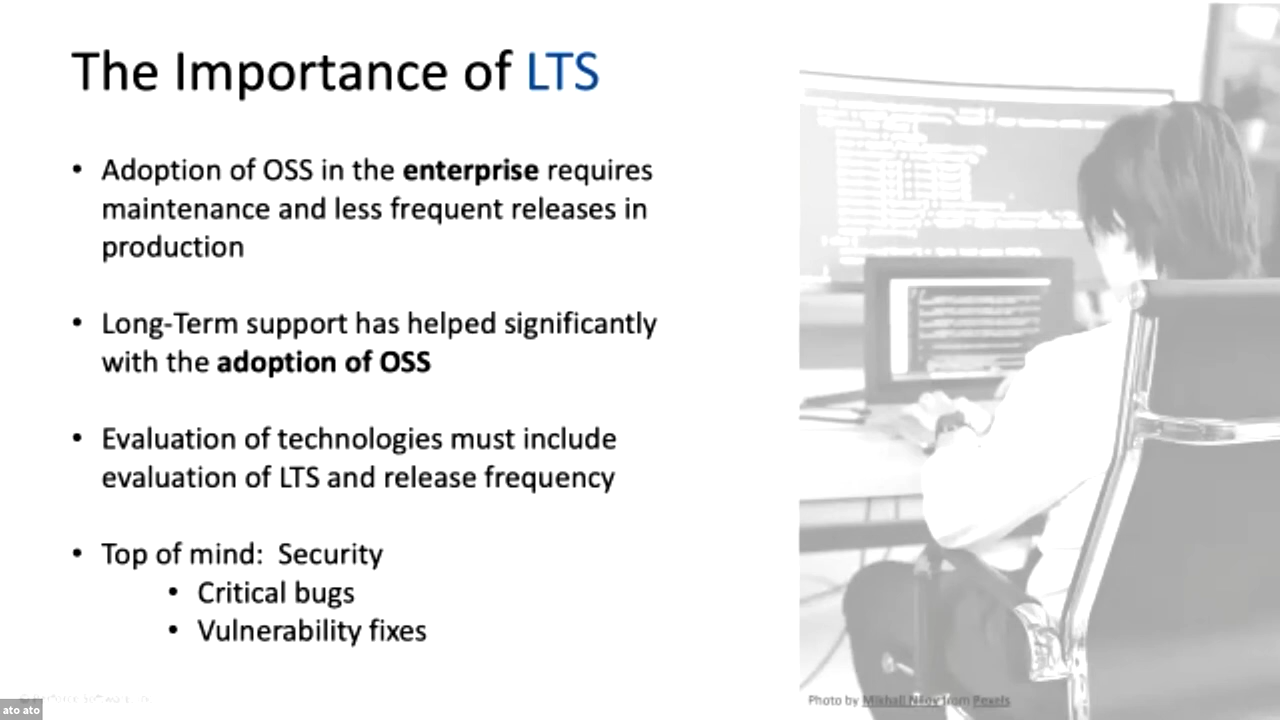 The Importance of LTS
• Adoption of OSS in the enterprise requires
maintenance and less frequent releases in
production
• Long-Term support has helped significantly
with the adoption of OSS
• Evaluation of technologies must include
evaluation of LTS and release frequency
• Top of mind: Security
• Critical bugs
• Vulnerability fixes
Photo by Mikhail Nilov from Pexels
ato ato